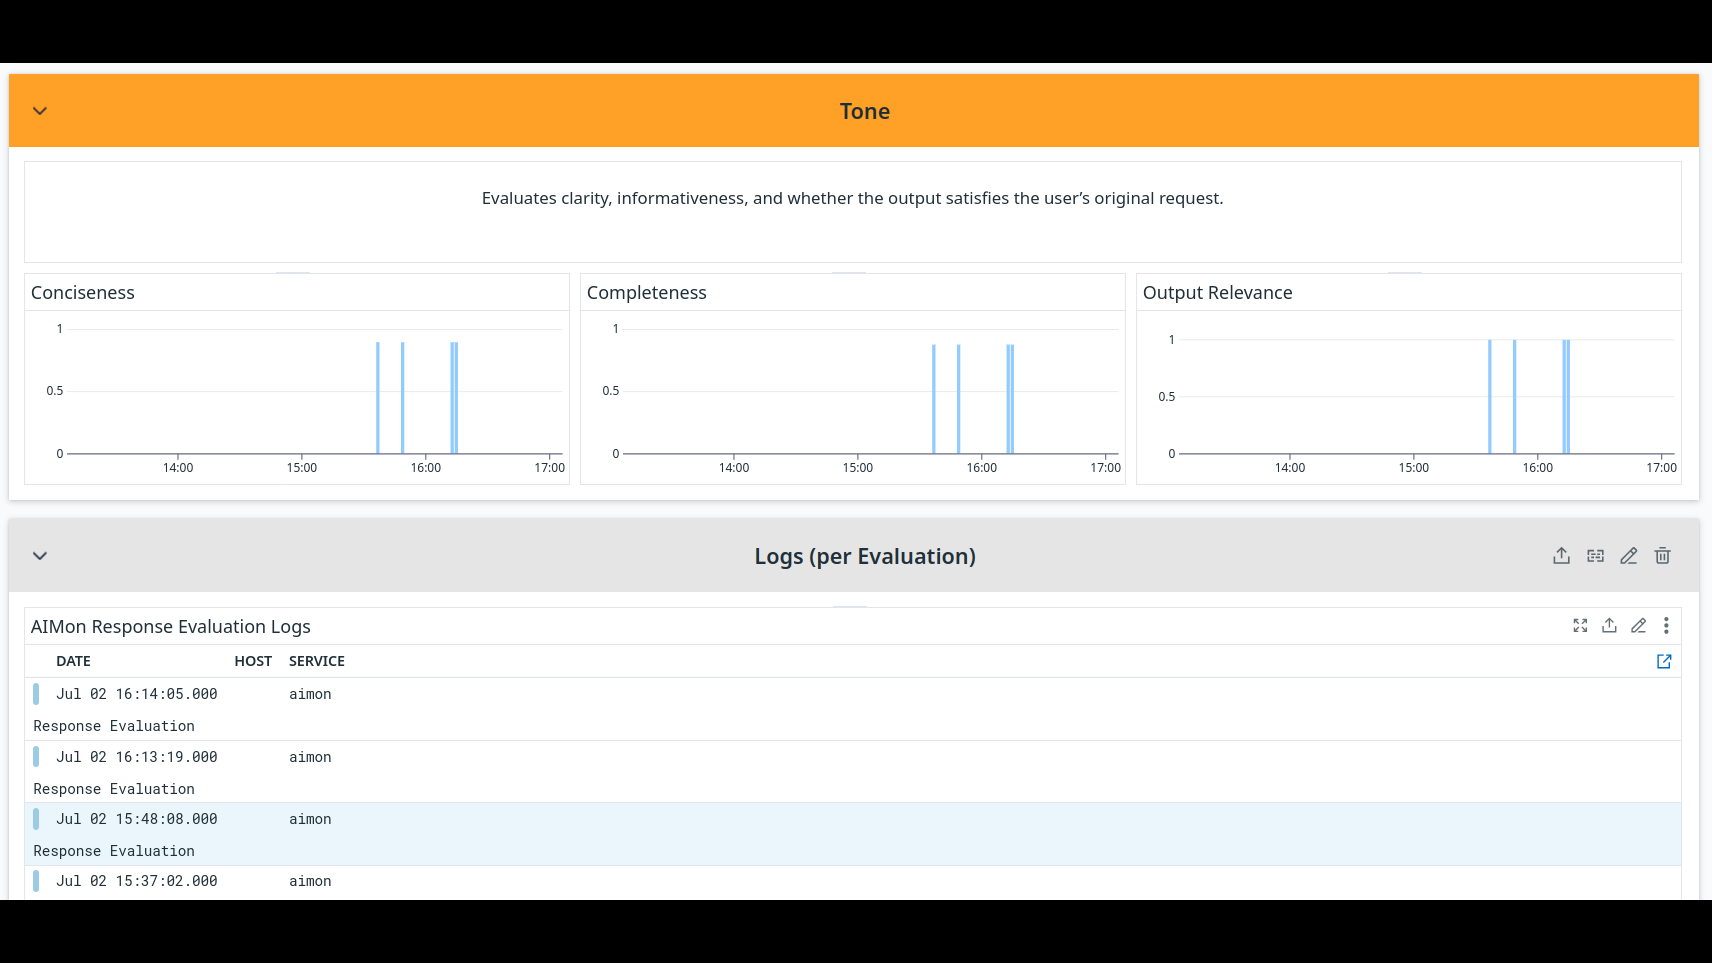 Tone
Evaluates clarity, informativeness, and whether the output satisfies the user’s original request.
Conciseness
1
0.5
0
14:00 15:00 16:00 17:00
Completeness
1
0.5
0
14:00 15:00 16:00 17:00
Output Relevance
1
0.5
0
14:00 15:00 16:00 17:00
Logs (per Evaluation)
AIMon Response Evaluation Logs
DATE HOST SERVICE
Jul 02 16:14:05.000 aimon
Response Evaluation
Jul 02 16:13:19.000 aimon
Response Evaluation
Jul 02 15:48:08.000 aimon
Response Evaluation
Jul 02 15:37:02.000 aimon